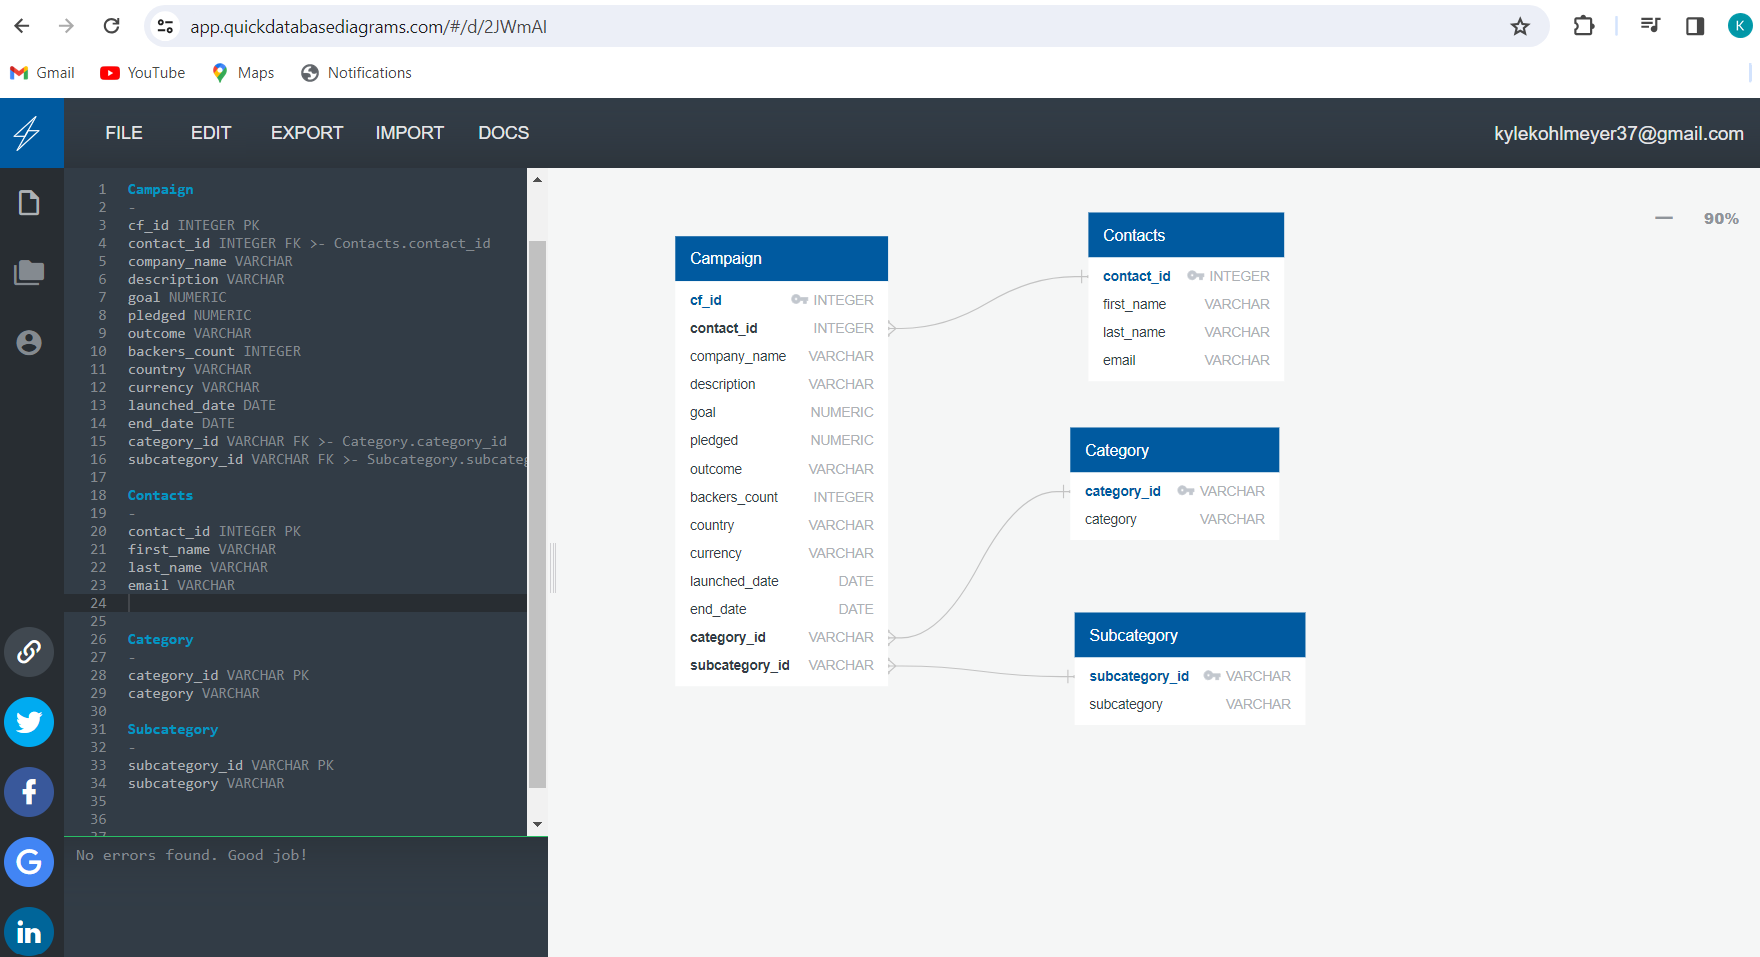 app.quickdatabasediagrams.com/#/d/2JWmAI
K
Gmail YouTube Maps Notifications
FILE EDIT EXPORT IMPORT DOCS
kylekohlmeyer37@gmail.com
1 Campaign
2 -
3 cf_id INTEGER PK
4 contact_id INTEGER FK >- Contacts.contact_id
5 company_name VARCHAR
6 description VARCHAR
7 goal NUMERIC
8 pledged NUMERIC
9 outcome VARCHAR
10 backers_count INTEGER
11 country VARCHAR
12 currency VARCHAR
13 launched_date DATE
14 end_date DATE
15 category_id VARCHAR FK >- Category.category_id
16 subcategory_id VARCHAR FK >- Subcategory.subcateg
17
18 Contacts
19 -
20 contact_id INTEGER PK
21 first_name VARCHAR
22 last_name VARCHAR
23 email VARCHAR
24
25
26 Category
27 -
28 category_id VARCHAR PK
29 category VARCHAR
30
31 Subcategory
32 -
33 subcategory_id VARCHAR PK
34 subcategory VARCHAR
35
36
37
No errors found. Good job!
90%
Campaign
cf_id INTEGER
contact_id INTEGER
company_name VARCHAR
description VARCHAR
goal NUMERIC
pledged NUMERIC
outcome VARCHAR
backers_count INTEGER
country VARCHAR
currency VARCHAR
launched_date DATE
end_date DATE
category_id VARCHAR
subcategory_id VARCHAR
Contacts
contact_id INTEGER
first_name VARCHAR
last_name VARCHAR
email VARCHAR
Category
category_id VARCHAR
category VARCHAR
Subcategory
subcategory_id VARCHAR
subcategory VARCHAR